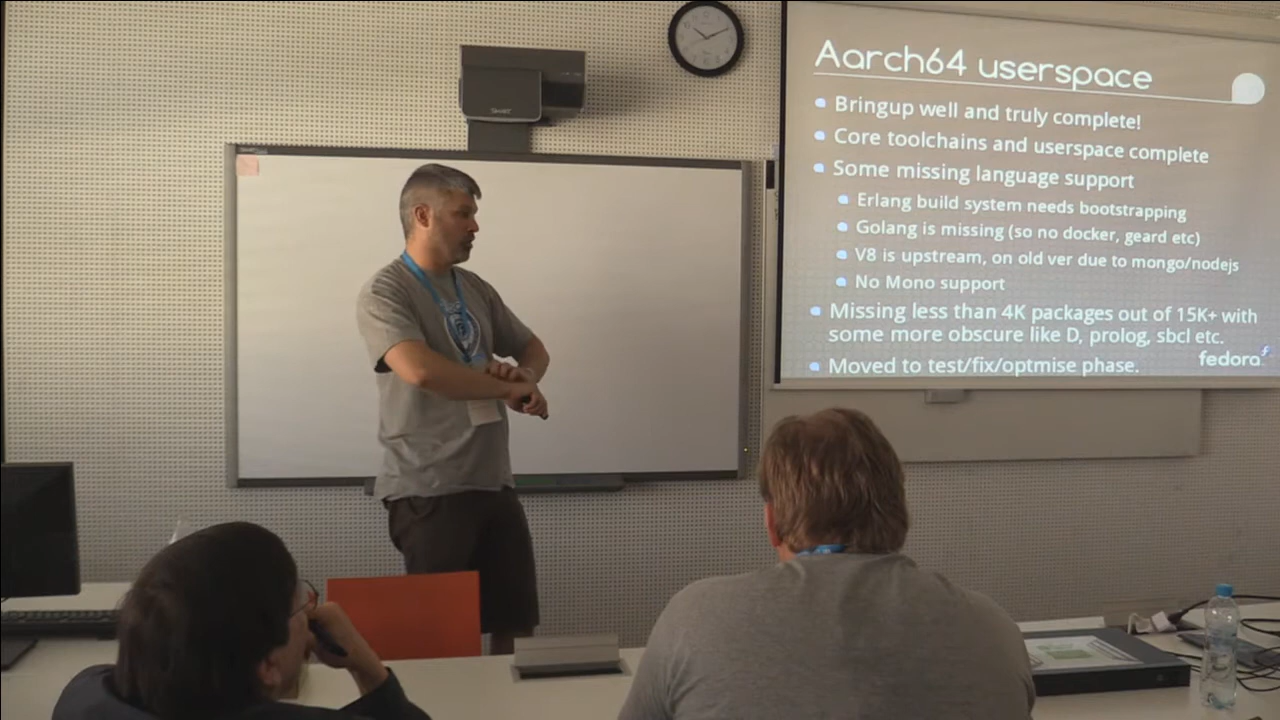 Aarch64 userspace
Bringup well and truly complete!
Core toolchains and userspace complete
Some missing language support
Erlang build system needs bootstrapping
Golang is missing (so no docker, geard etc)
V8 is upstream, on old ver due to mongo/nodejs
No Mono support
Missing less than 4K packages out of 15K+ with
some more obscure like D, prolog, sbcl etc.
Moved to test/fix/optmise phase.
fedora
SMART